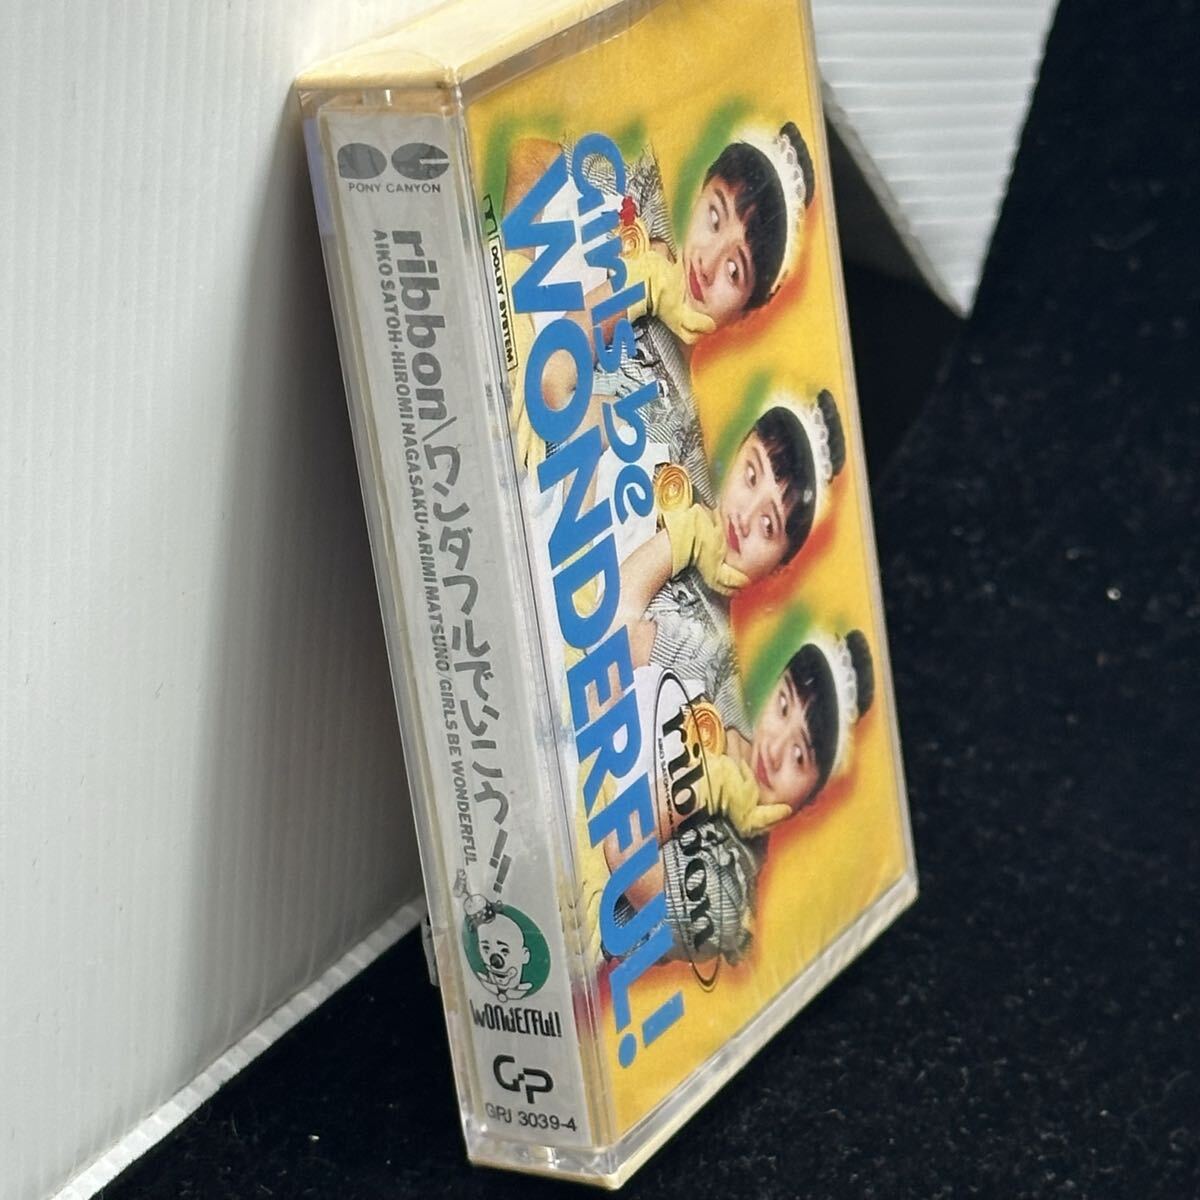 PONY CANYON
ribbon\ワンダフルでいこう!!
AIKO SATOH・HIROMI NAGASAKU・ARIMI MATSUNO/GIRLS BE WONDERFUL
WONDERFUL!
GP
GPJ 3039-4
DOLBY SYSTEM
Girls be
WONDERFUL!
ribbon